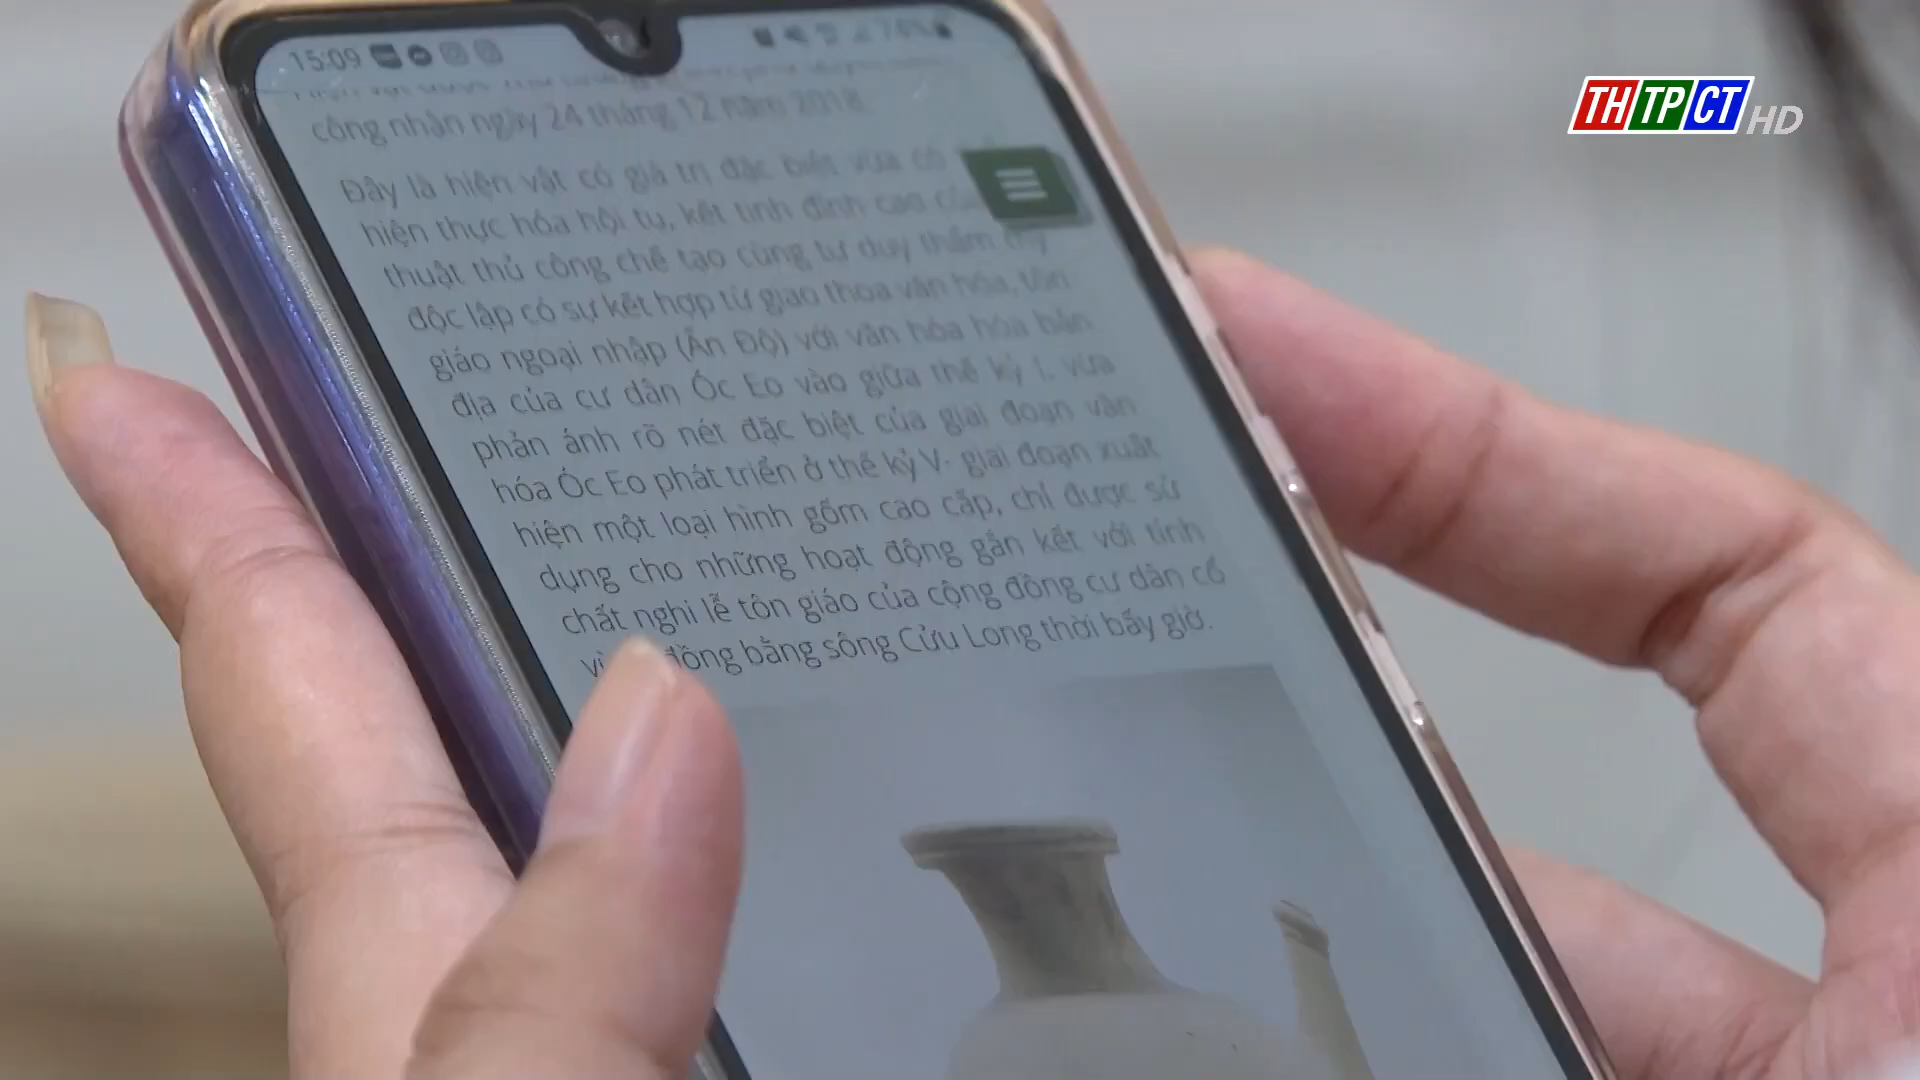 THTPCT HD
15:09
công nhận ngày 24 tháng 12 năm 2018.
Đây là hiện vật có giá trị đặc biệt vừa có
hiện thực hóa hội tụ, kết tinh đỉnh cao
thuật thủ công chế tạo cùng tư duy thẩm mỹ
độc lập có sự kết hợp từ giao thoa văn hóa, tôn
giáo ngoại nhập (Ấn Độ) với văn hóa hóa bản
địa của cư dân Óc Eo vào giữa thế kỷ I, vừa
phản ánh rõ nét đặc biệt của giai đoạn văn
hóa Óc Eo phát triển ở thế kỷ V- giai đoạn xuất
hiện một loại hình gốm cao cấp, chỉ được sử
dụng cho những hoạt động gắn kết với tính
chất nghi lễ tôn giáo của cộng đồng cư dân cổ
đồng bằng sông Cửu Long thời bấy giờ.